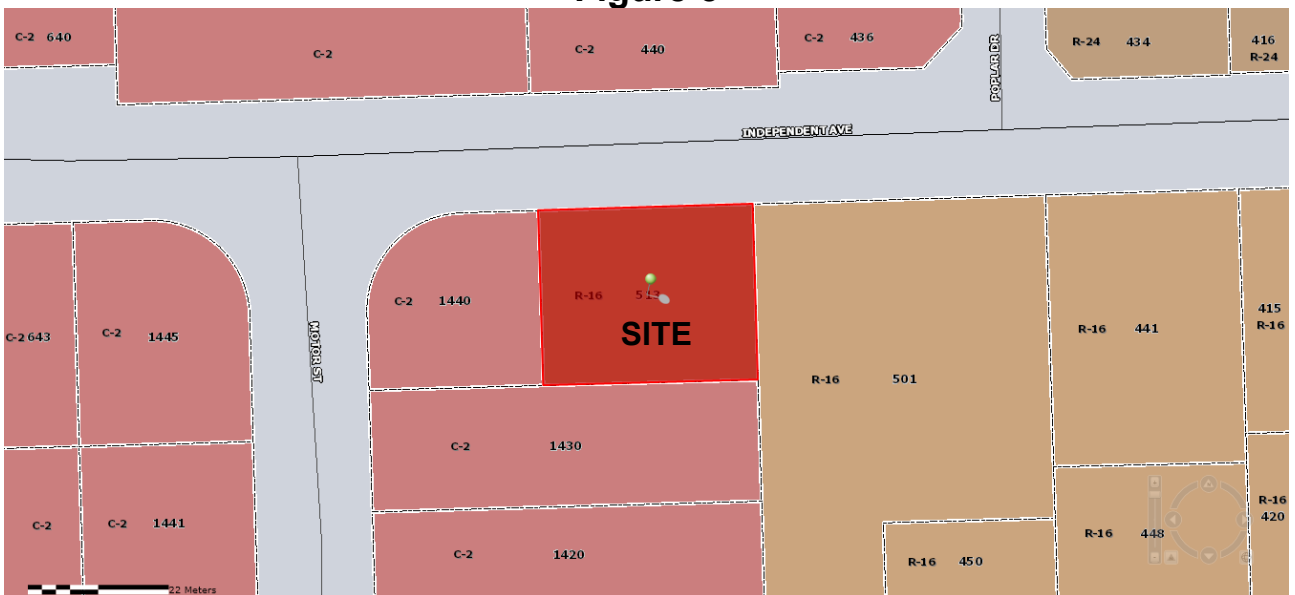 C-2 640
C-2
C-2 440
C-2 436
POPLAR DR
R-24 434
416
R-24
INDEPENDENT AVE
C-2 643
C-2 1445
MOTOR ST
C-2 1440
R-16
SITE
R-16 501
R-16 441
415
R-16
C-2 1430
C-2
C-2 1441
C-2 1420
R-16 450
R-16 448
R-16
420
22 Meters